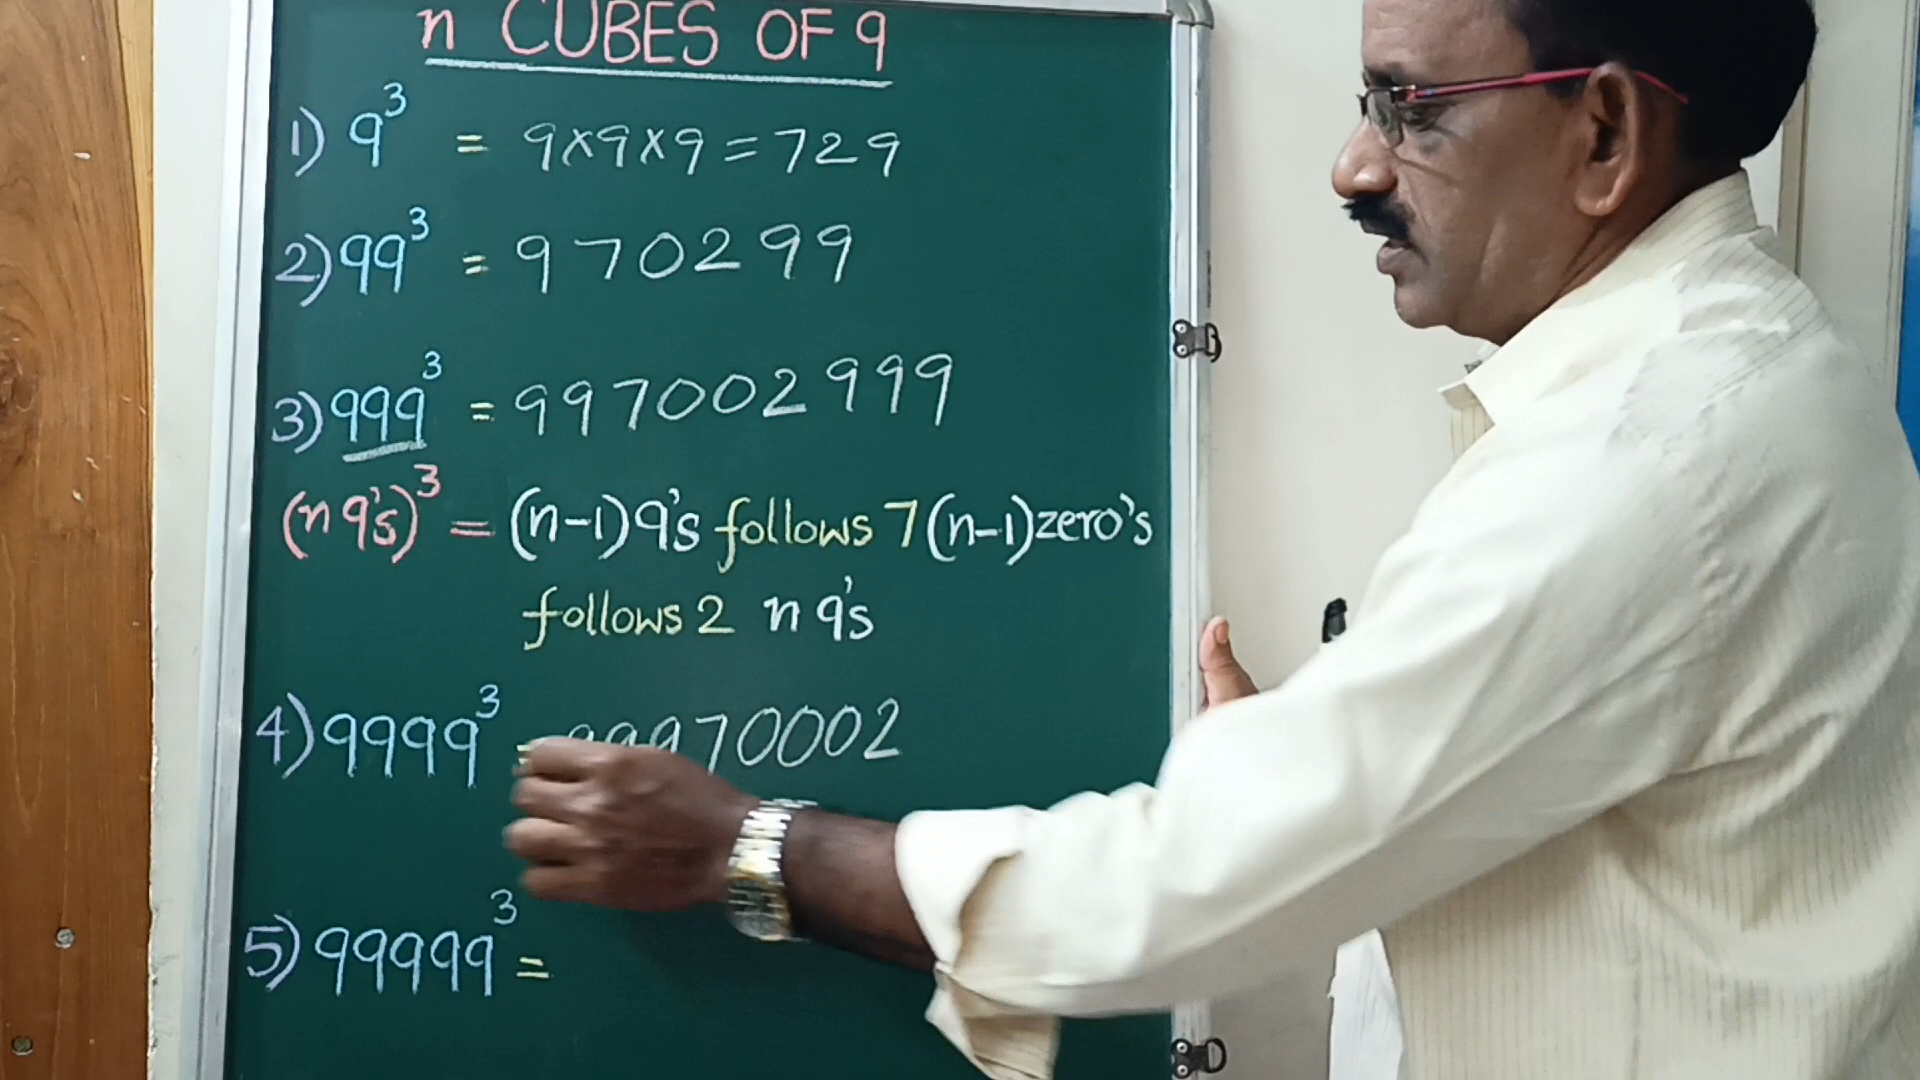 n CUBES OF 9
1) 9³ = 9×9×9=729
2) 99³ = 970299
3) 999³ = 997002999
(n 9's)³ = (n-1)9's follows 7(n-1)zero's
follows 2 n 9's
4) 9999³ = 99970002
5) 99999³ =